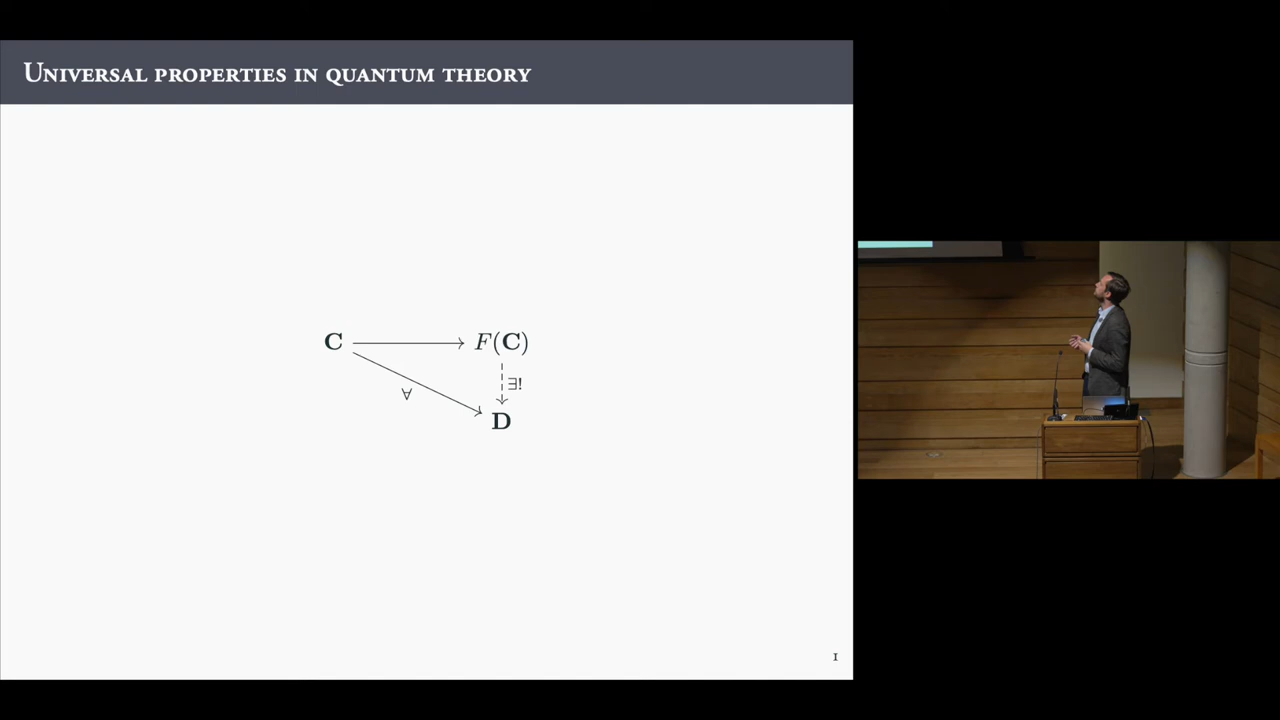 Universal properties in quantum theory
C F(C)
∀ ∃!
D
1